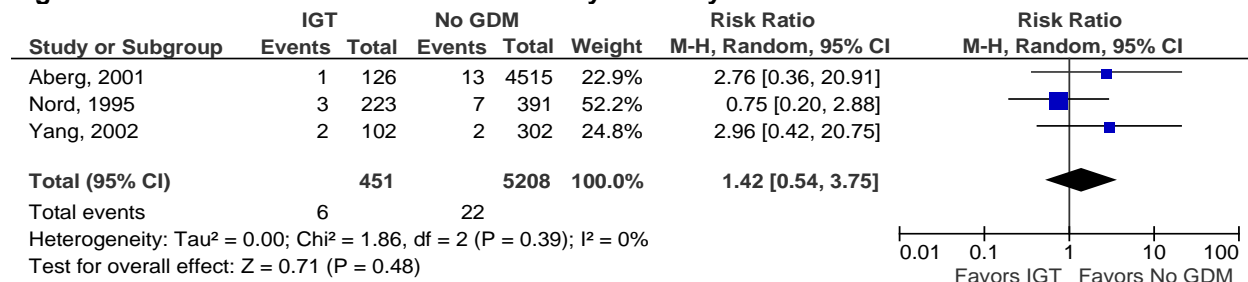 IGT No GDM Risk Ratio Risk Ratio
Study or Subgroup Events Total Events Total Weight M-H, Random, 95% CI M-H, Random, 95% CI
Aberg, 2001 1 126 13 4515 22.9% 2.76 [0.36, 20.91]
Nord, 1995 3 223 7 391 52.2% 0.75 [0.20, 2.88]
Yang, 2002 2 102 2 302 24.8% 2.96 [0.42, 20.75]
Total (95% CI) 451 5208 100.0% 1.42 [0.54, 3.75]
Total events 6 22
Heterogeneity: Tau² = 0.00; Chi² = 1.86, df = 2 (P = 0.39); I² = 0%
Test for overall effect: Z = 0.71 (P = 0.48)
0.01 0.1 1 10 100
Favors IGT Favors No GDM